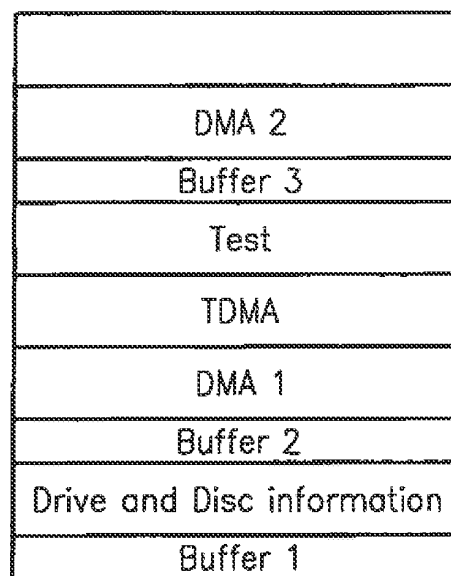 DMA 2
Buffer 3
Test
TDMA
DMA 1
Buffer 2
Drive and Disc information
Buffer 1